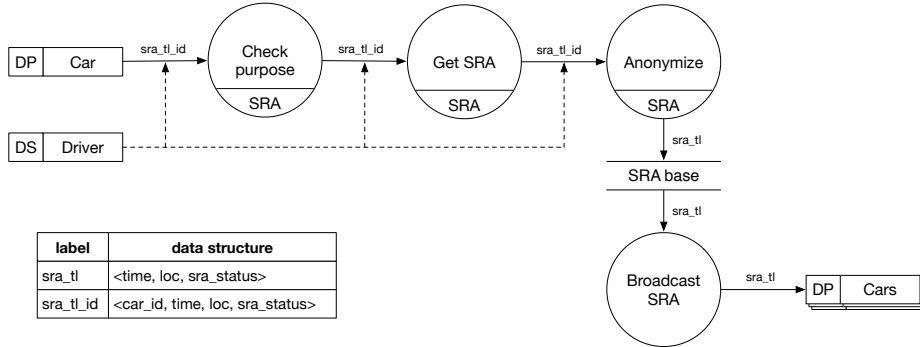 sra_tl_id
sra_tl_id
sra_tl_id
DP
Car
Check
purpose
SRA
Get SRA
SRA
Anonymize
SRA
DS
Driver
sra_tl
SRA base
sra_tl
label
data structure
sra_tl
<time, loc, sra_status>
sra_tl_id
<car_id, time, loc, sra_status>
Broadcast
SRA
sra_tl
DP
Cars